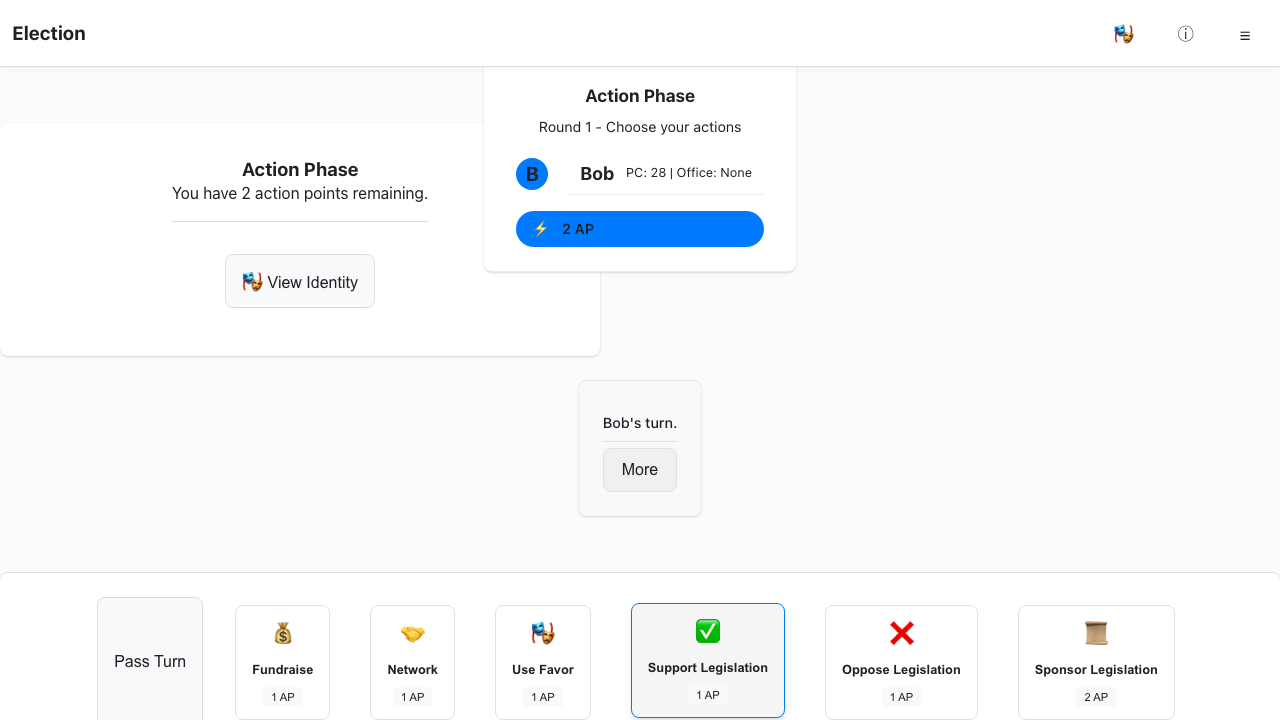 Election
ⓘ
≡
Action Phase
Round 1 - Choose your actions
B
Bob PC: 28 | Office: None
⚡ 2 AP
Action Phase
You have 2 action points remaining.
🎭 View Identity
Bob's turn.
More
Pass Turn
Fundraise
1 AP
Network
1 AP
Use Favor
1 AP
Support Legislation
1 AP
Oppose Legislation
1 AP
Sponsor Legislation
2 AP